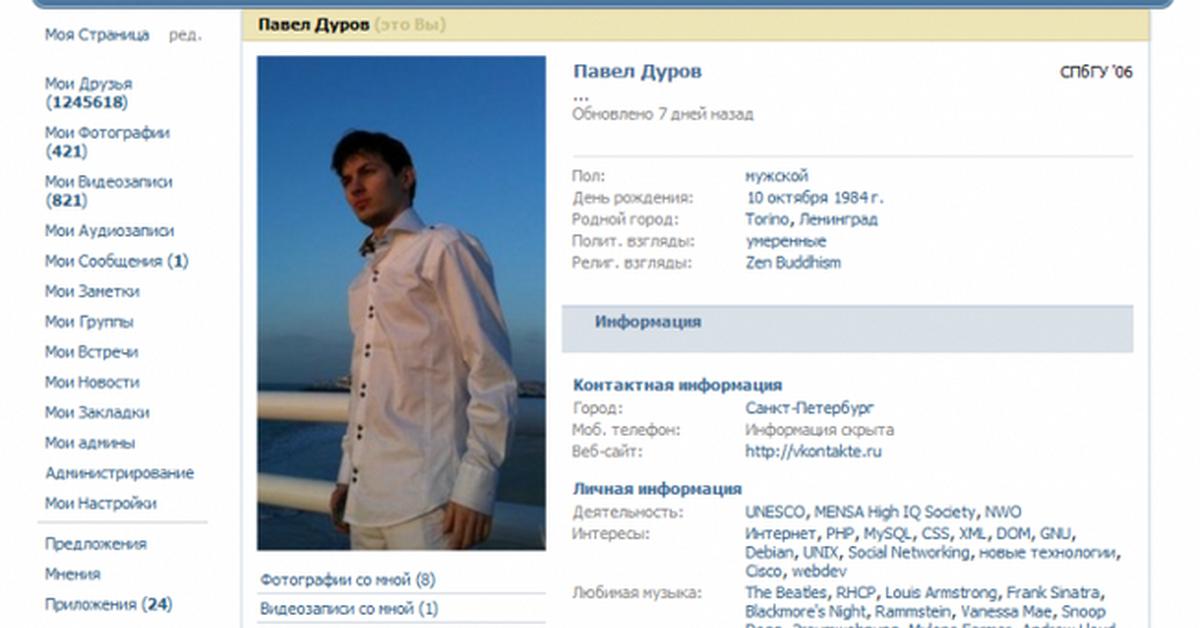 Моя Страница ред.
Мои Друзья
(1245618)
Мои Фотографии
(421)
Мои Видеозаписи
(821)
Мои Аудиозаписи
Мои Сообщения (1)
Мои Заметки
Мои Группы
Мои Встречи
Мои Новости
Мои Закладки
Мои админы
Администрирование
Мои Настройки
Предложения
Мнения
Приложения (24)
Павел Дуров (это Вы)
Фотографии со мной (8)
Видеозаписи со мной (1)
Павел Дуров СПбГУ '06
...
Обновлено 7 дней назад
Пол: мужской
День рождения: 10 октября 1984 г.
Родной город: Torino, Ленинград
Полит. взгляды: умеренные
Религ. взгляды: Zen Buddhism
Информация
Контактная информация
Город: Санкт-Петербург
Моб. телефон: Информация скрыта
Веб-сайт: http://vkontakte.ru
Личная информация
Деятельность: UNESCO, MENSA High IQ Society, NWO
Интересы: Интернет, PHP, MySQL, CSS, XML, DOM, GNU,
Debian, UNIX, Social Networking, новые технологии,
Cisco, webdev
Любимая музыка: The Beatles, RHCP, Louis Armstrong, Frank Sinatra,
Blackmore's Night, Rammstein, Vanessa Mae, Snoop